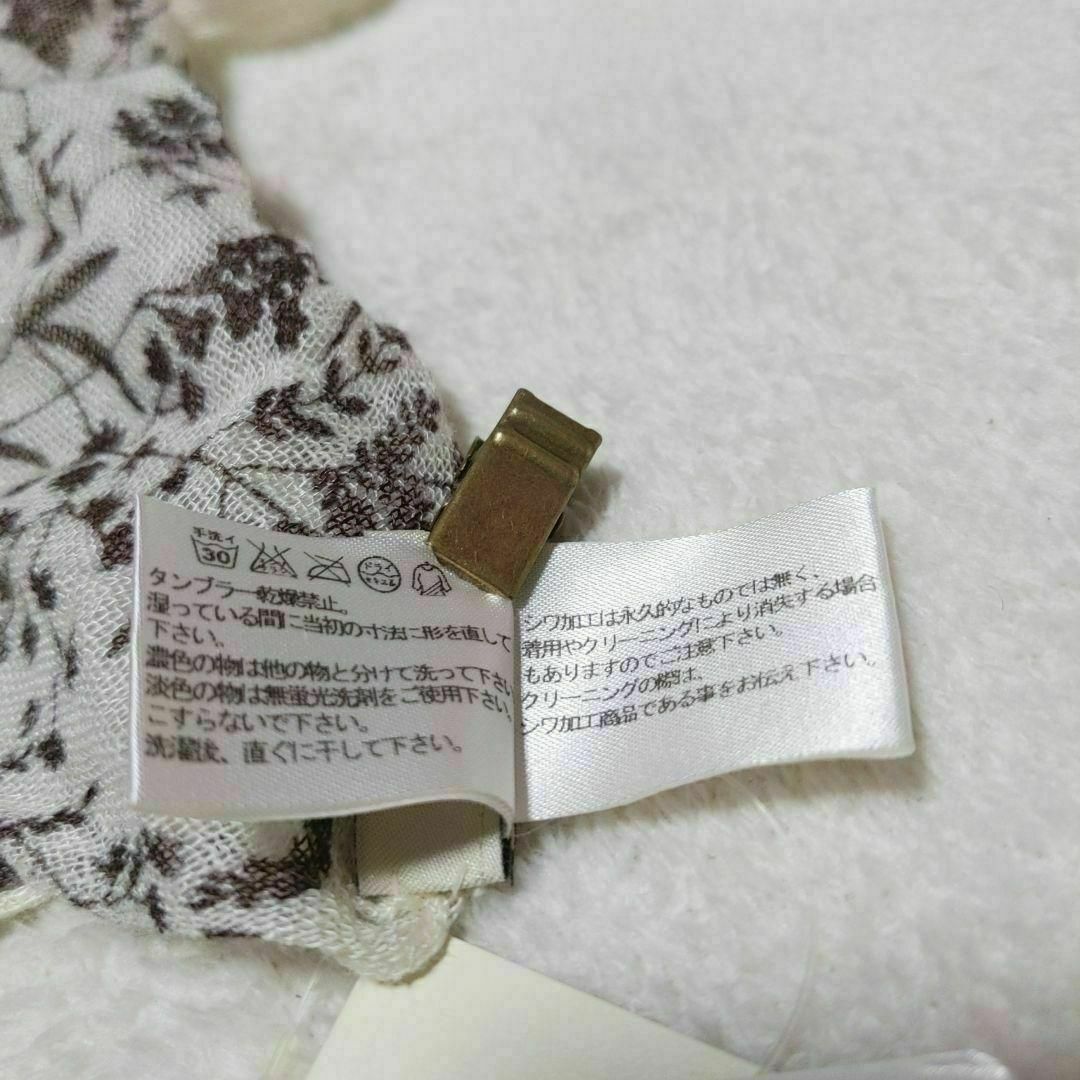 手洗イ
30
ドライ
セキユ系
タンブラー乾燥禁止。
湿っている間に当初の寸法に形を直して
下さい。
濃色の物は他の物と分けて洗って下さい
淡色の物は無蛍光洗剤をご使用下さい。
こすらないで下さい。
洗濯後、直ぐに干して下さい。
シワ加工は永久的なものでは無く、
着用やクリーニングにより消失する場合
もありますのでご注意下さい。
クリーニングの際は、
シワ加工商品である事をお伝え下さい。